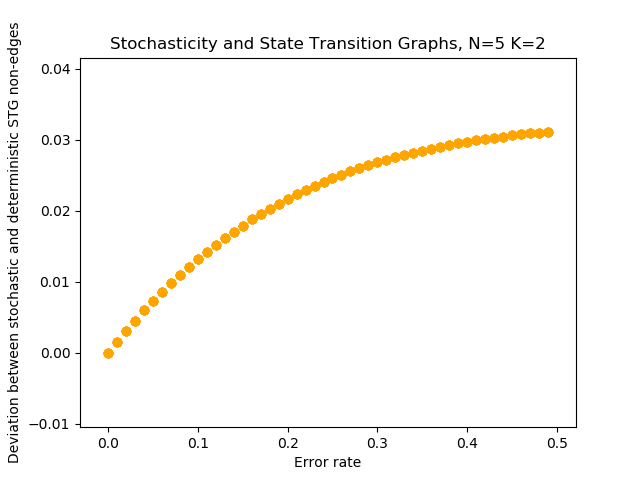 Stochasticity and State Transition Graphs, N=5 K=2
Deviation between stochastic and deterministic STG non-edges
0.04
0.03
0.02
0.01
0.00
−0.01
0.0 0.1 0.2 0.3 0.4 0.5
Error rate